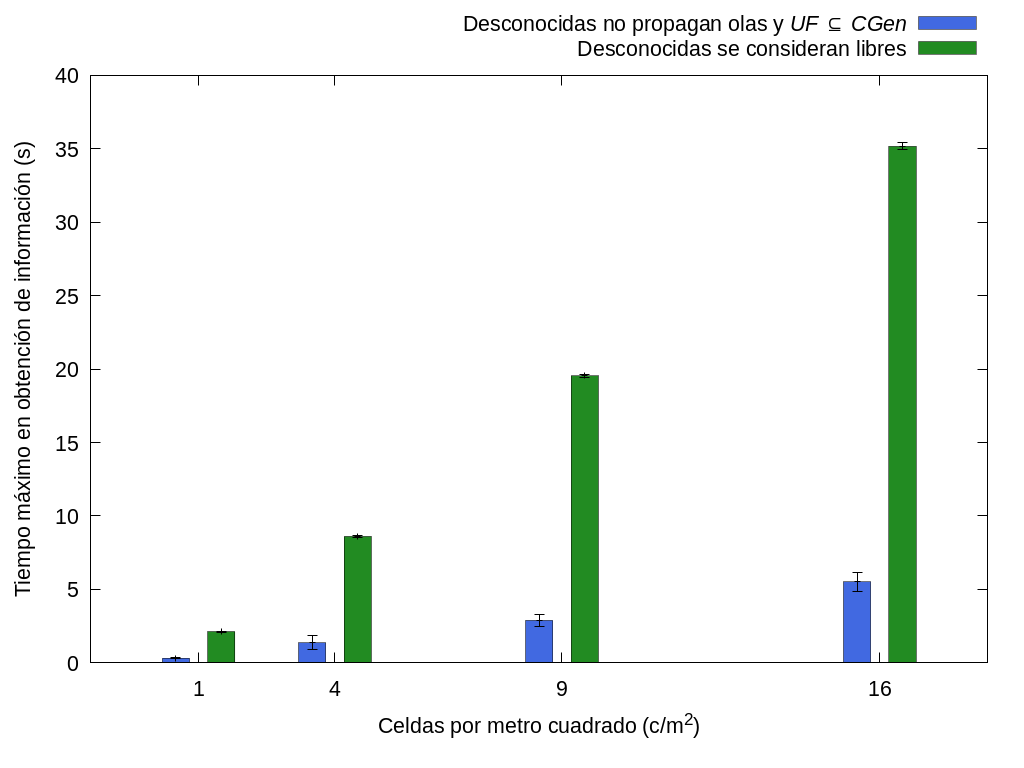 Desconocidas no propagan olas y UF ⊆ CGen
Desconocidas se consideran libres
40
35
30
25
20
15
10
5
0
Tiempo máximo en obtención de información (s)
1 4 9 16
Celdas por metro cuadrado (c/m²)